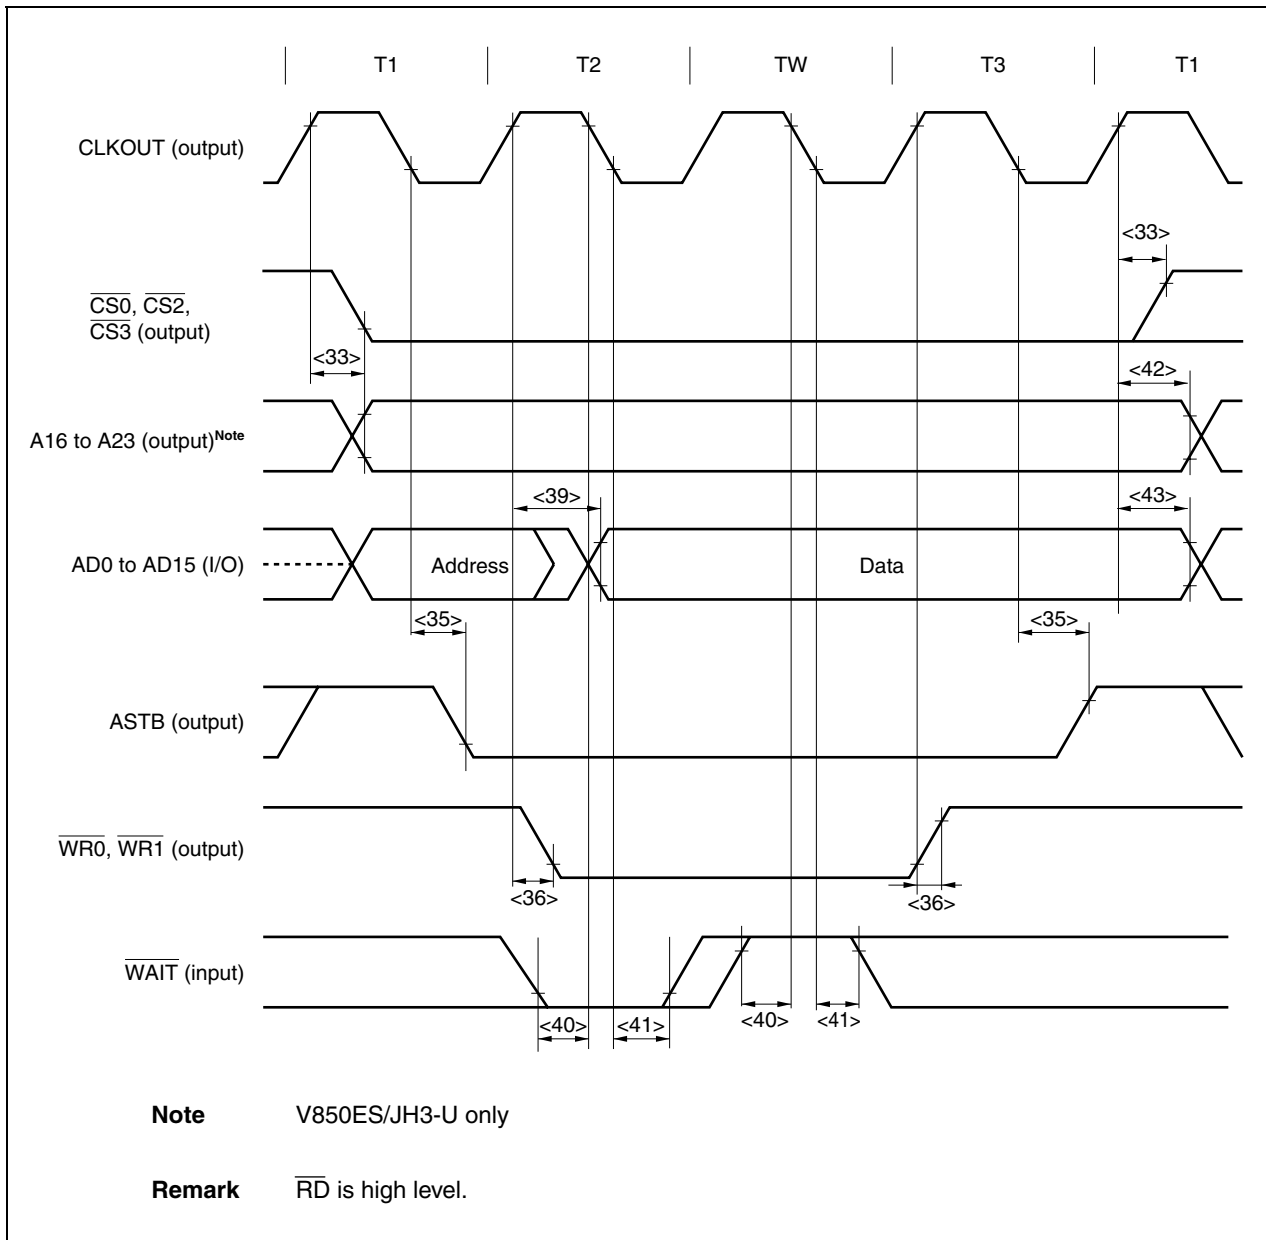 T1 T2 TW T3 T1
CLKOUT (output)
<33>
CS0, CS2,
CS3 (output)
<33>
<42>
A16 to A23 (output)Note
<39>
<43>
AD0 to AD15 (I/O)
Address
Data
<35>
<35>
ASTB (output)
WR0, WR1 (output)
<36>
<36>
WAIT (input)
<40>
<41>
<40>
<41>
Note V850ES/JH3-U only
Remark RD is high level.